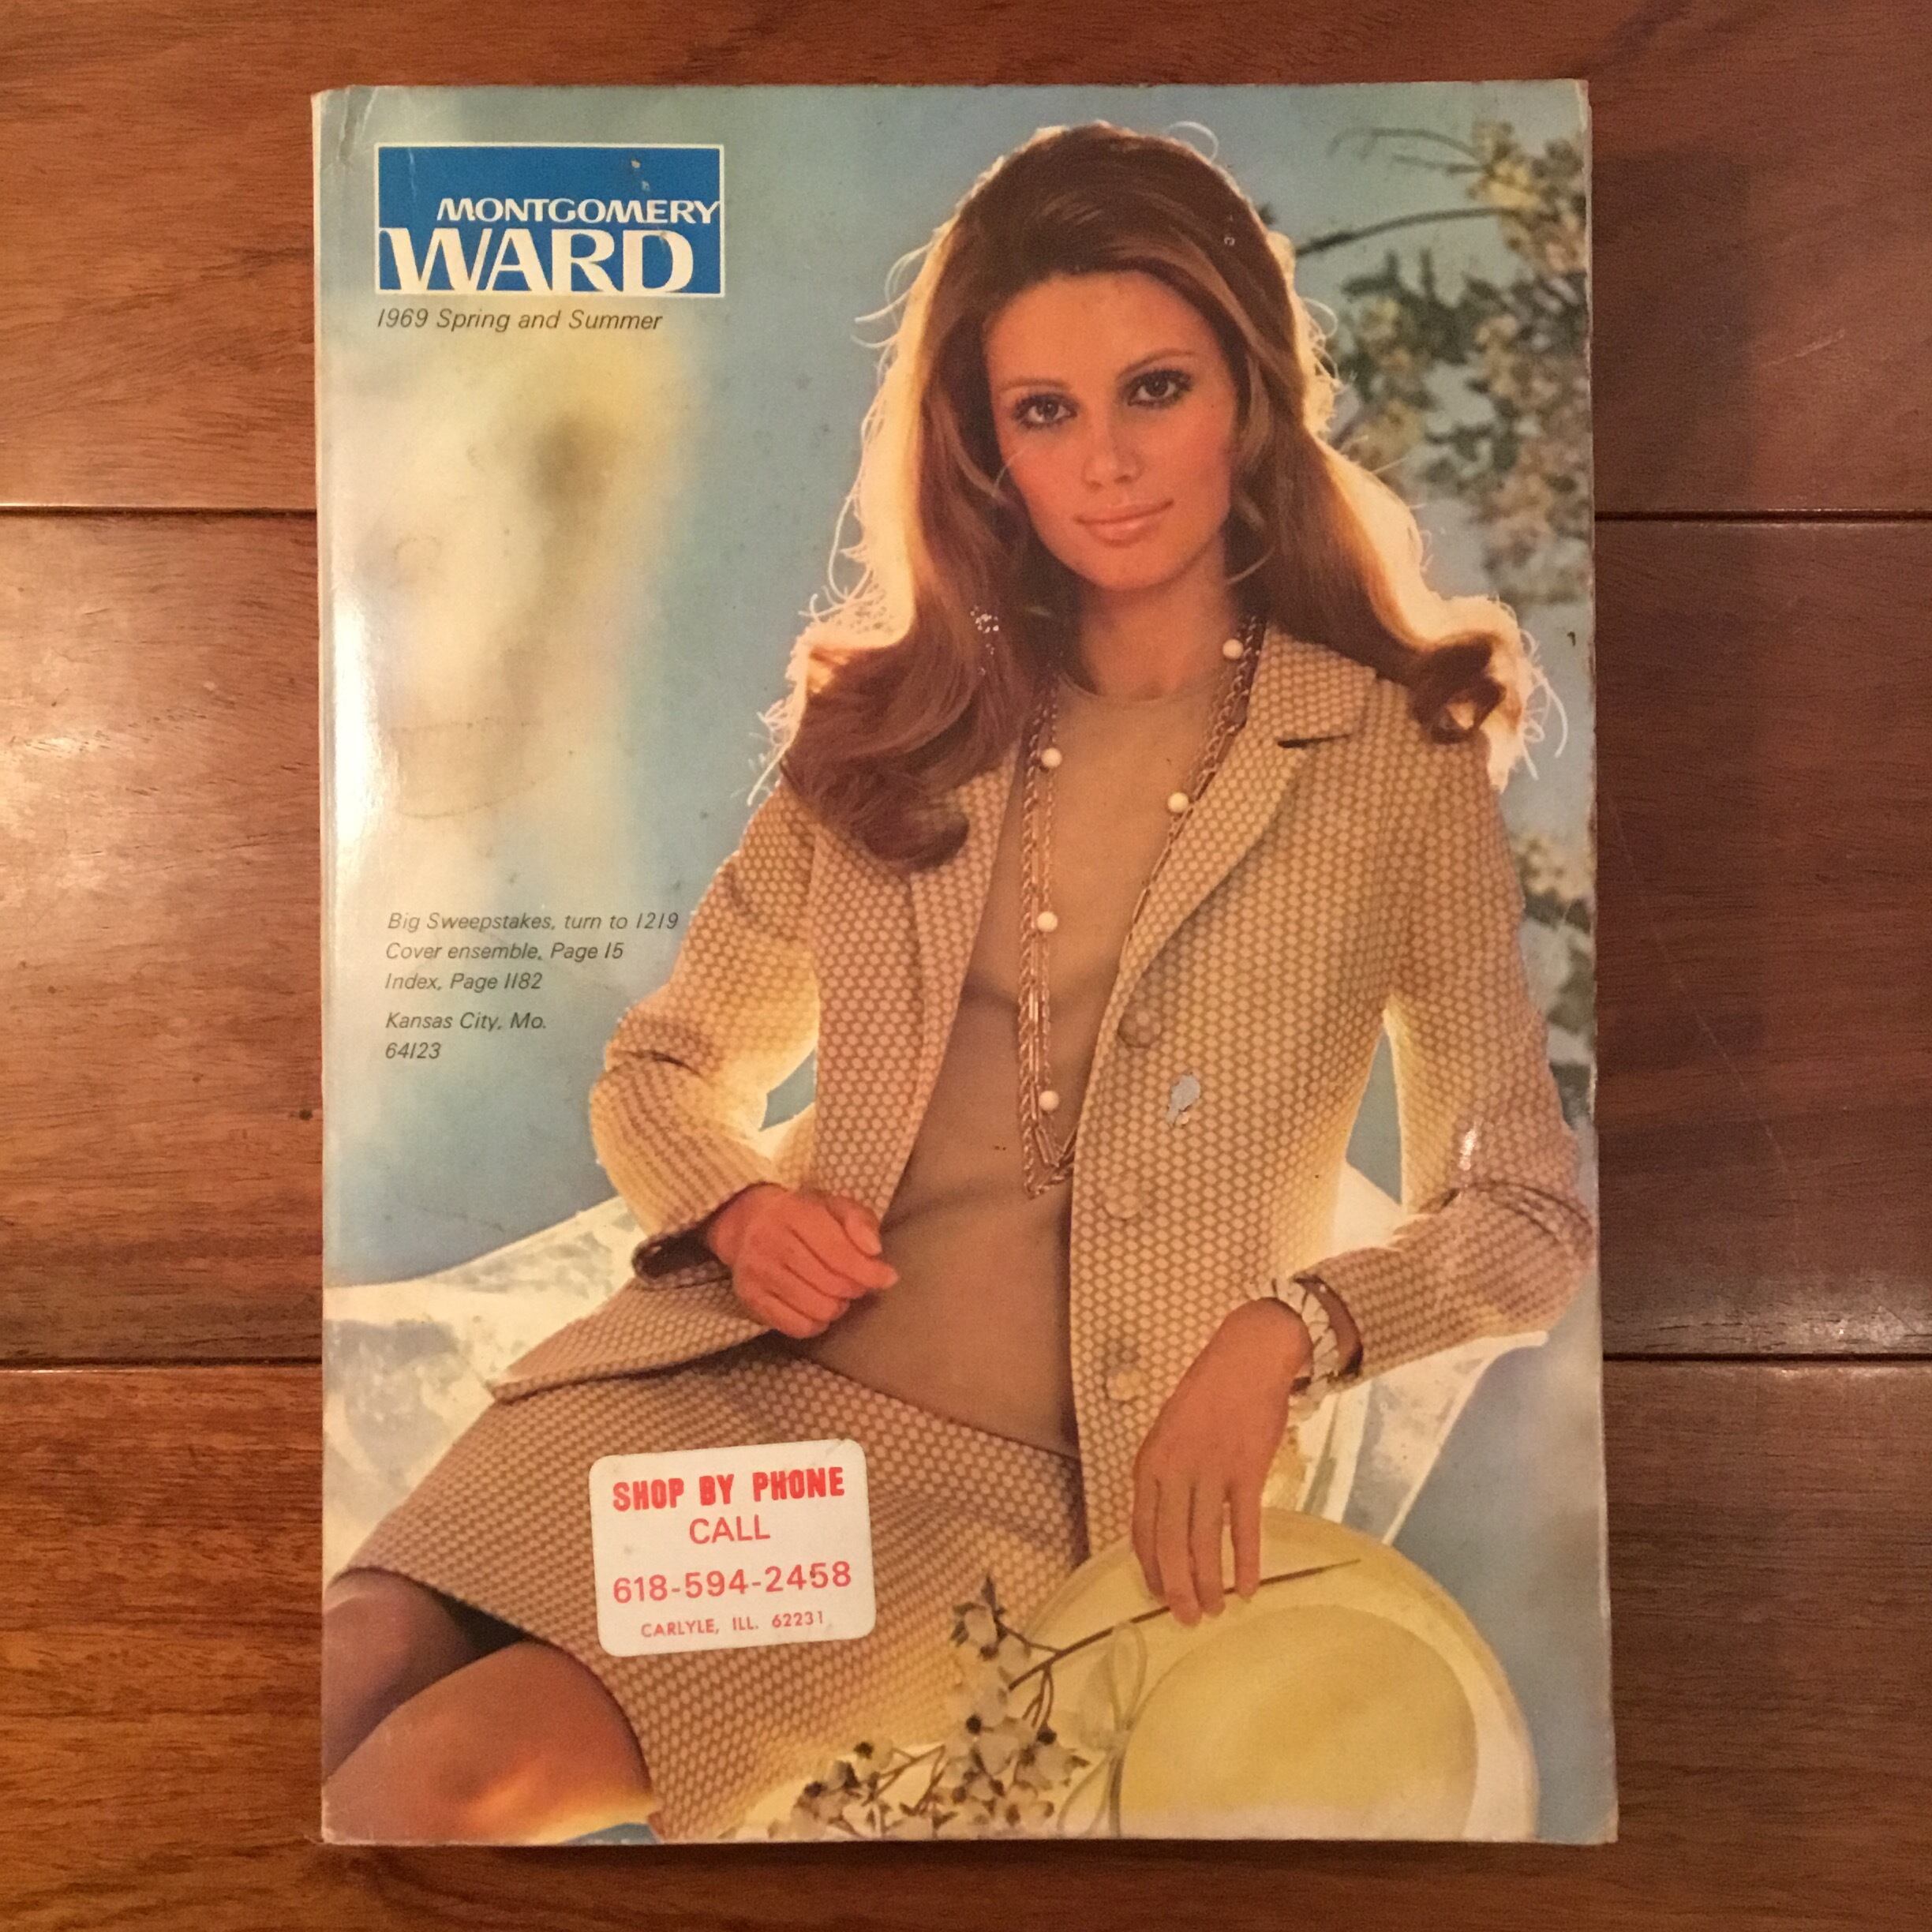 MONTGOMERY
WARD
1969 Spring and Summer
Big Sweepstakes, turn to 1219
Cover ensemble, Page 15
Index, Page 1182
Kansas City, Mo.
64123
SHOP BY PHONE
CALL
618-594-2458
CARLYLE, ILL. 62231